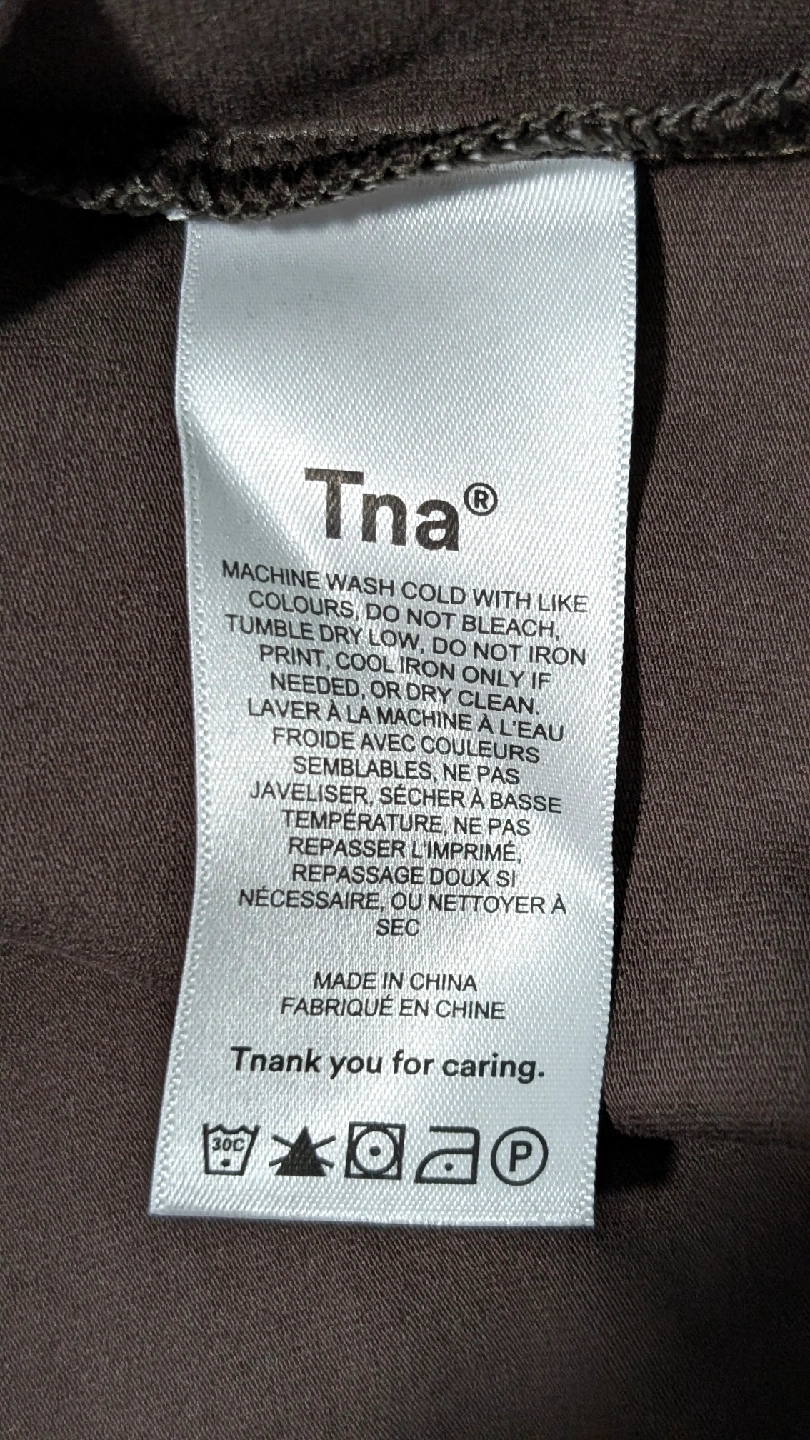 Tna®
MACHINE WASH COLD WITH LIKE
COLOURS, DO NOT BLEACH,
TUMBLE DRY LOW, DO NOT IRON
PRINT, COOL IRON ONLY IF
NEEDED, OR DRY CLEAN.
LAVER À LA MACHINE À L'EAU
FROIDE AVEC COULEURS
SEMBLABLES, NE PAS
JAVELISER, SÉCHER À BASSE
TEMPÉRATURE, NE PAS
REPASSER L'IMPRIMÉ,
REPASSAGE DOUX SI
NÉCESSAIRE, OU NETTOYER À
SEC
MADE IN CHINA
FABRIQUÉ EN CHINE
Tnank you for caring.
30C P